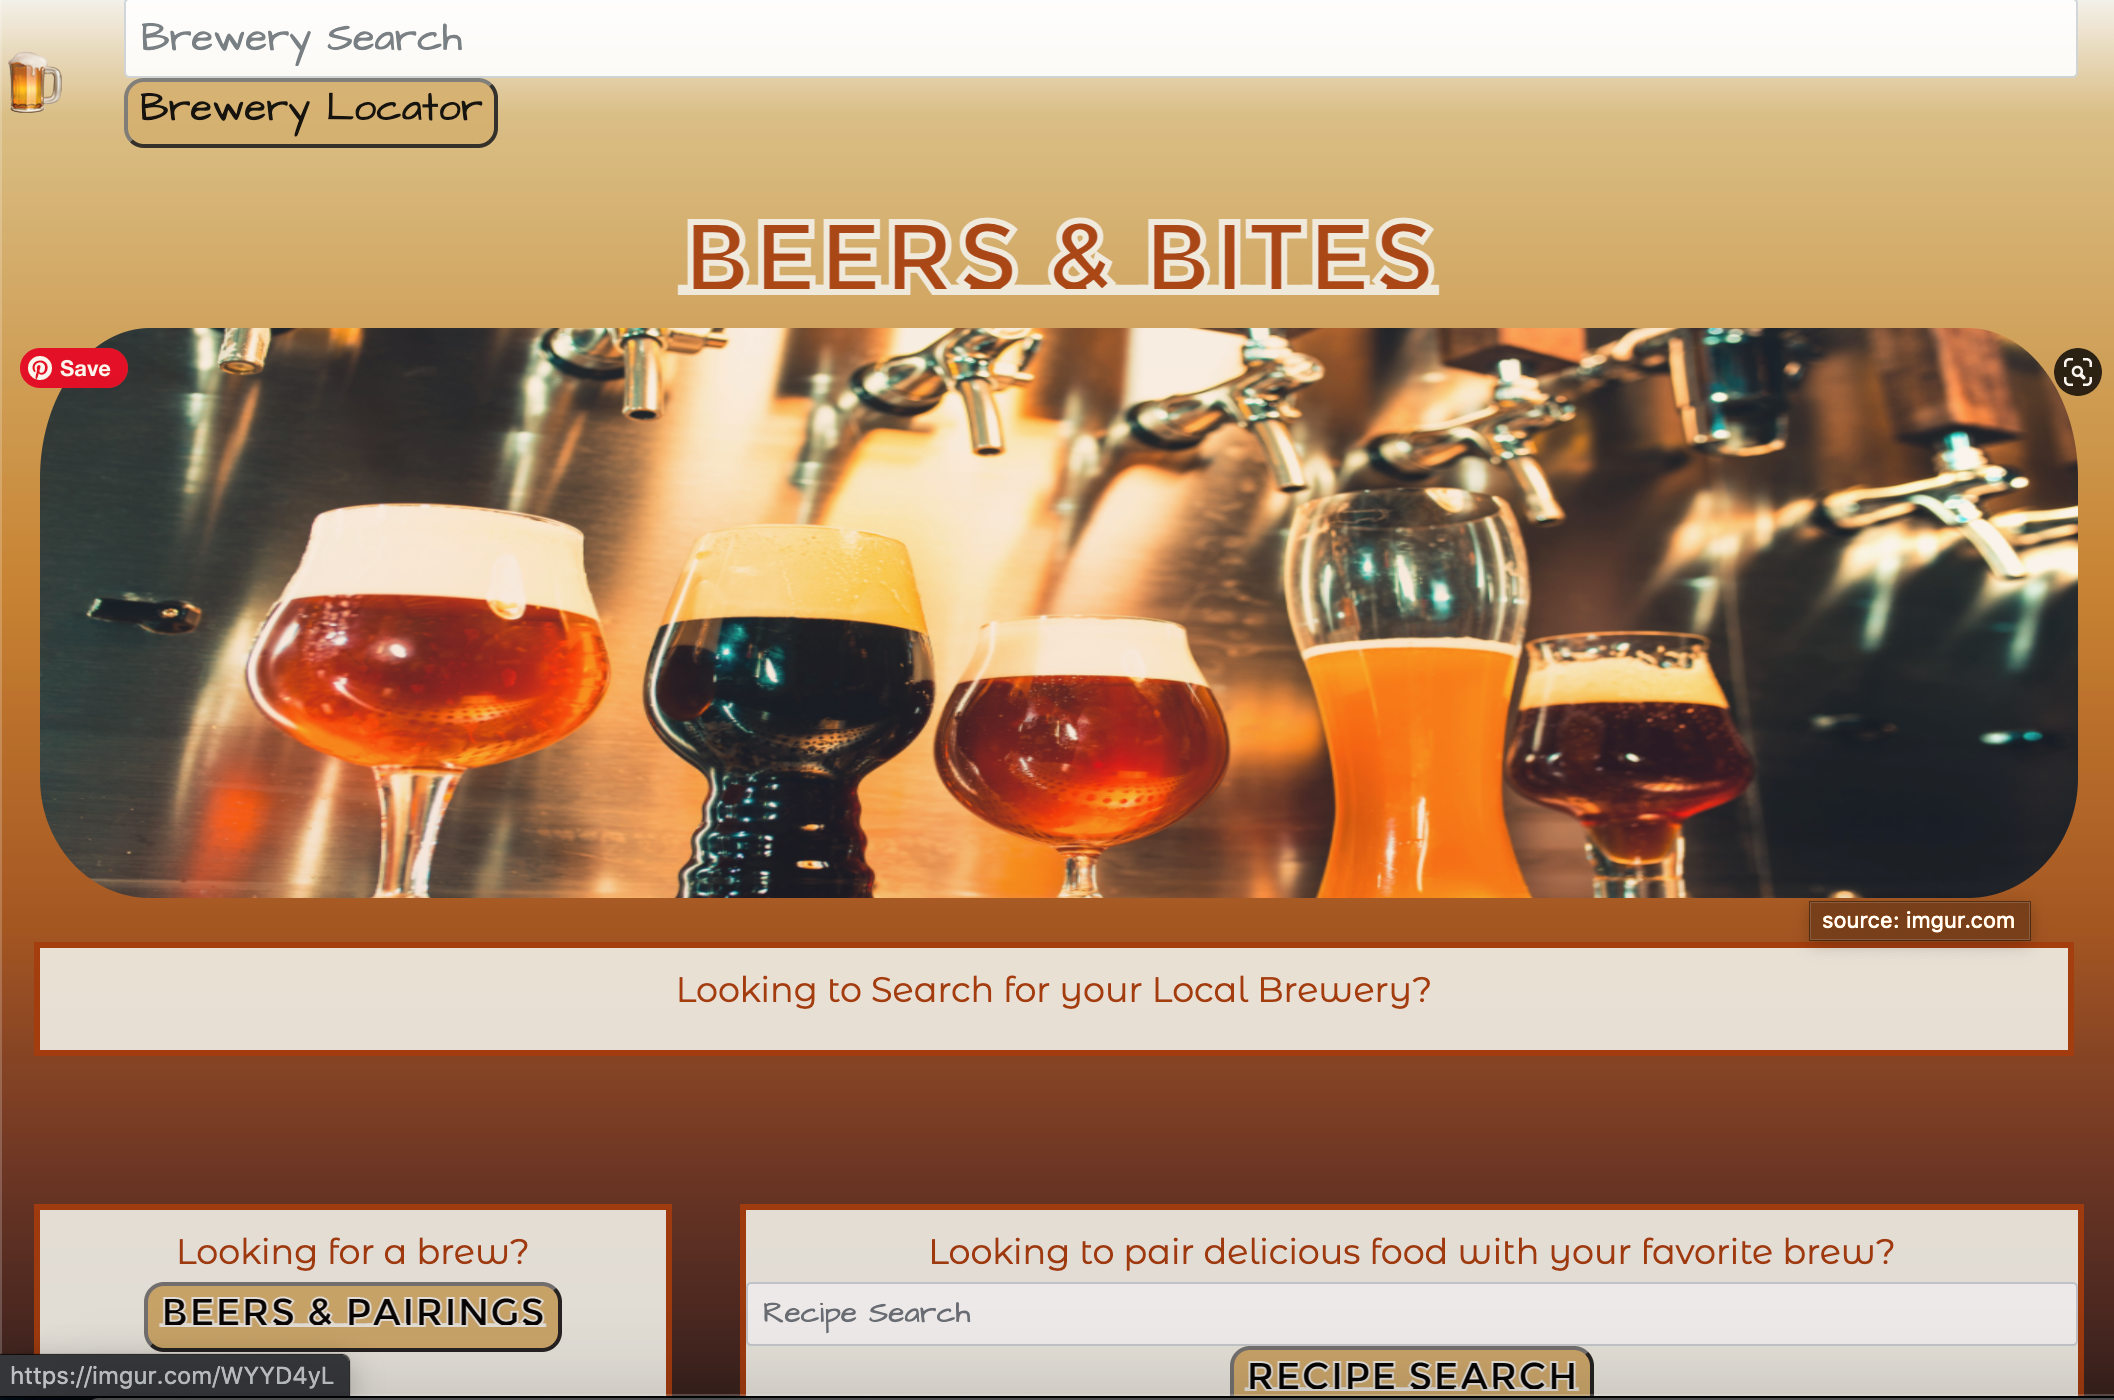 Brewery Search
Brewery Locator
BEERS & BITES
Save
source: imgur.com
Looking to Search for your Local Brewery?
Looking for a brew?
BEERS & PAIRINGS
Looking to pair delicious food with your favorite brew?
Recipe Search
RECIPE SEARCH
https://imgur.com/WYYD4yL